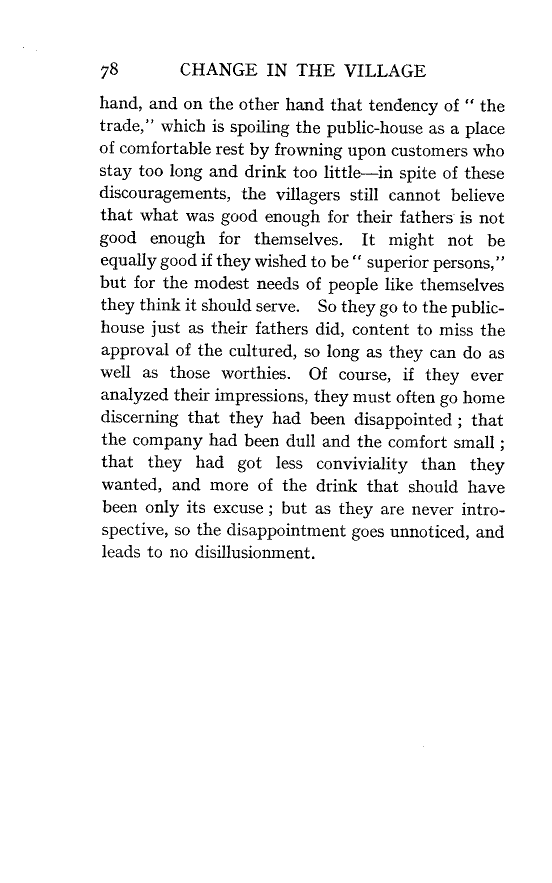 78 CHANGE IN THE VILLAGE
hand, and on the other hand that tendency of " the
trade," which is spoiling the public-house as a place
of comfortable rest by frowning upon customers who
stay too long and drink too little—in spite of these
discouragements, the villagers still cannot believe
that what was good enough for their fathers is not
good enough for themselves. It might not be
equally good if they wished to be " superior persons,"
but for the modest needs of people like themselves
they think it should serve. So they go to the public-
house just as their fathers did, content to miss the
approval of the cultured, so long as they can do as
well as those worthies. Of course, if they ever
analyzed their impressions, they must often go home
discerning that they had been disappointed ; that
the company had been dull and the comfort small ;
that they had got less conviviality than they
wanted, and more of the drink that should have
been only its excuse ; but as they are never intro-
spective, so the disappointment goes unnoticed, and
leads to no disillusionment.